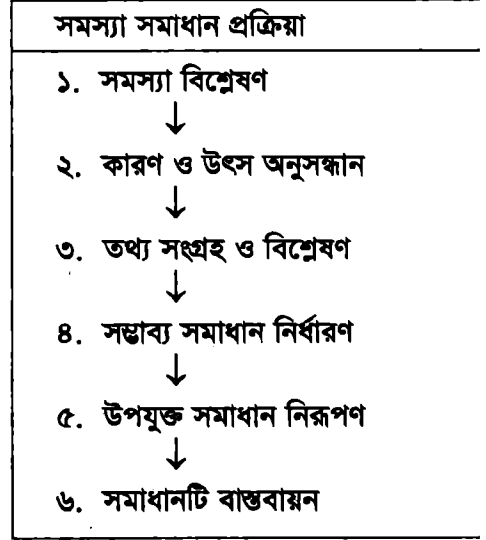 সমস্যা সমাধান প্রক্রিয়া
১. সমস্যা বিশ্লেষণ
↓
২. কারণ ও উৎস অনুসন্ধান
↓
৩. তথ্য সংগ্রহ ও বিশ্লেষণ
↓
৪. সম্ভাব্য সমাধান নির্ধারণ
↓
৫. উপযুক্ত সমাধান নিরূপণ
↓
৬. সমাধানটি বাস্তবায়ন